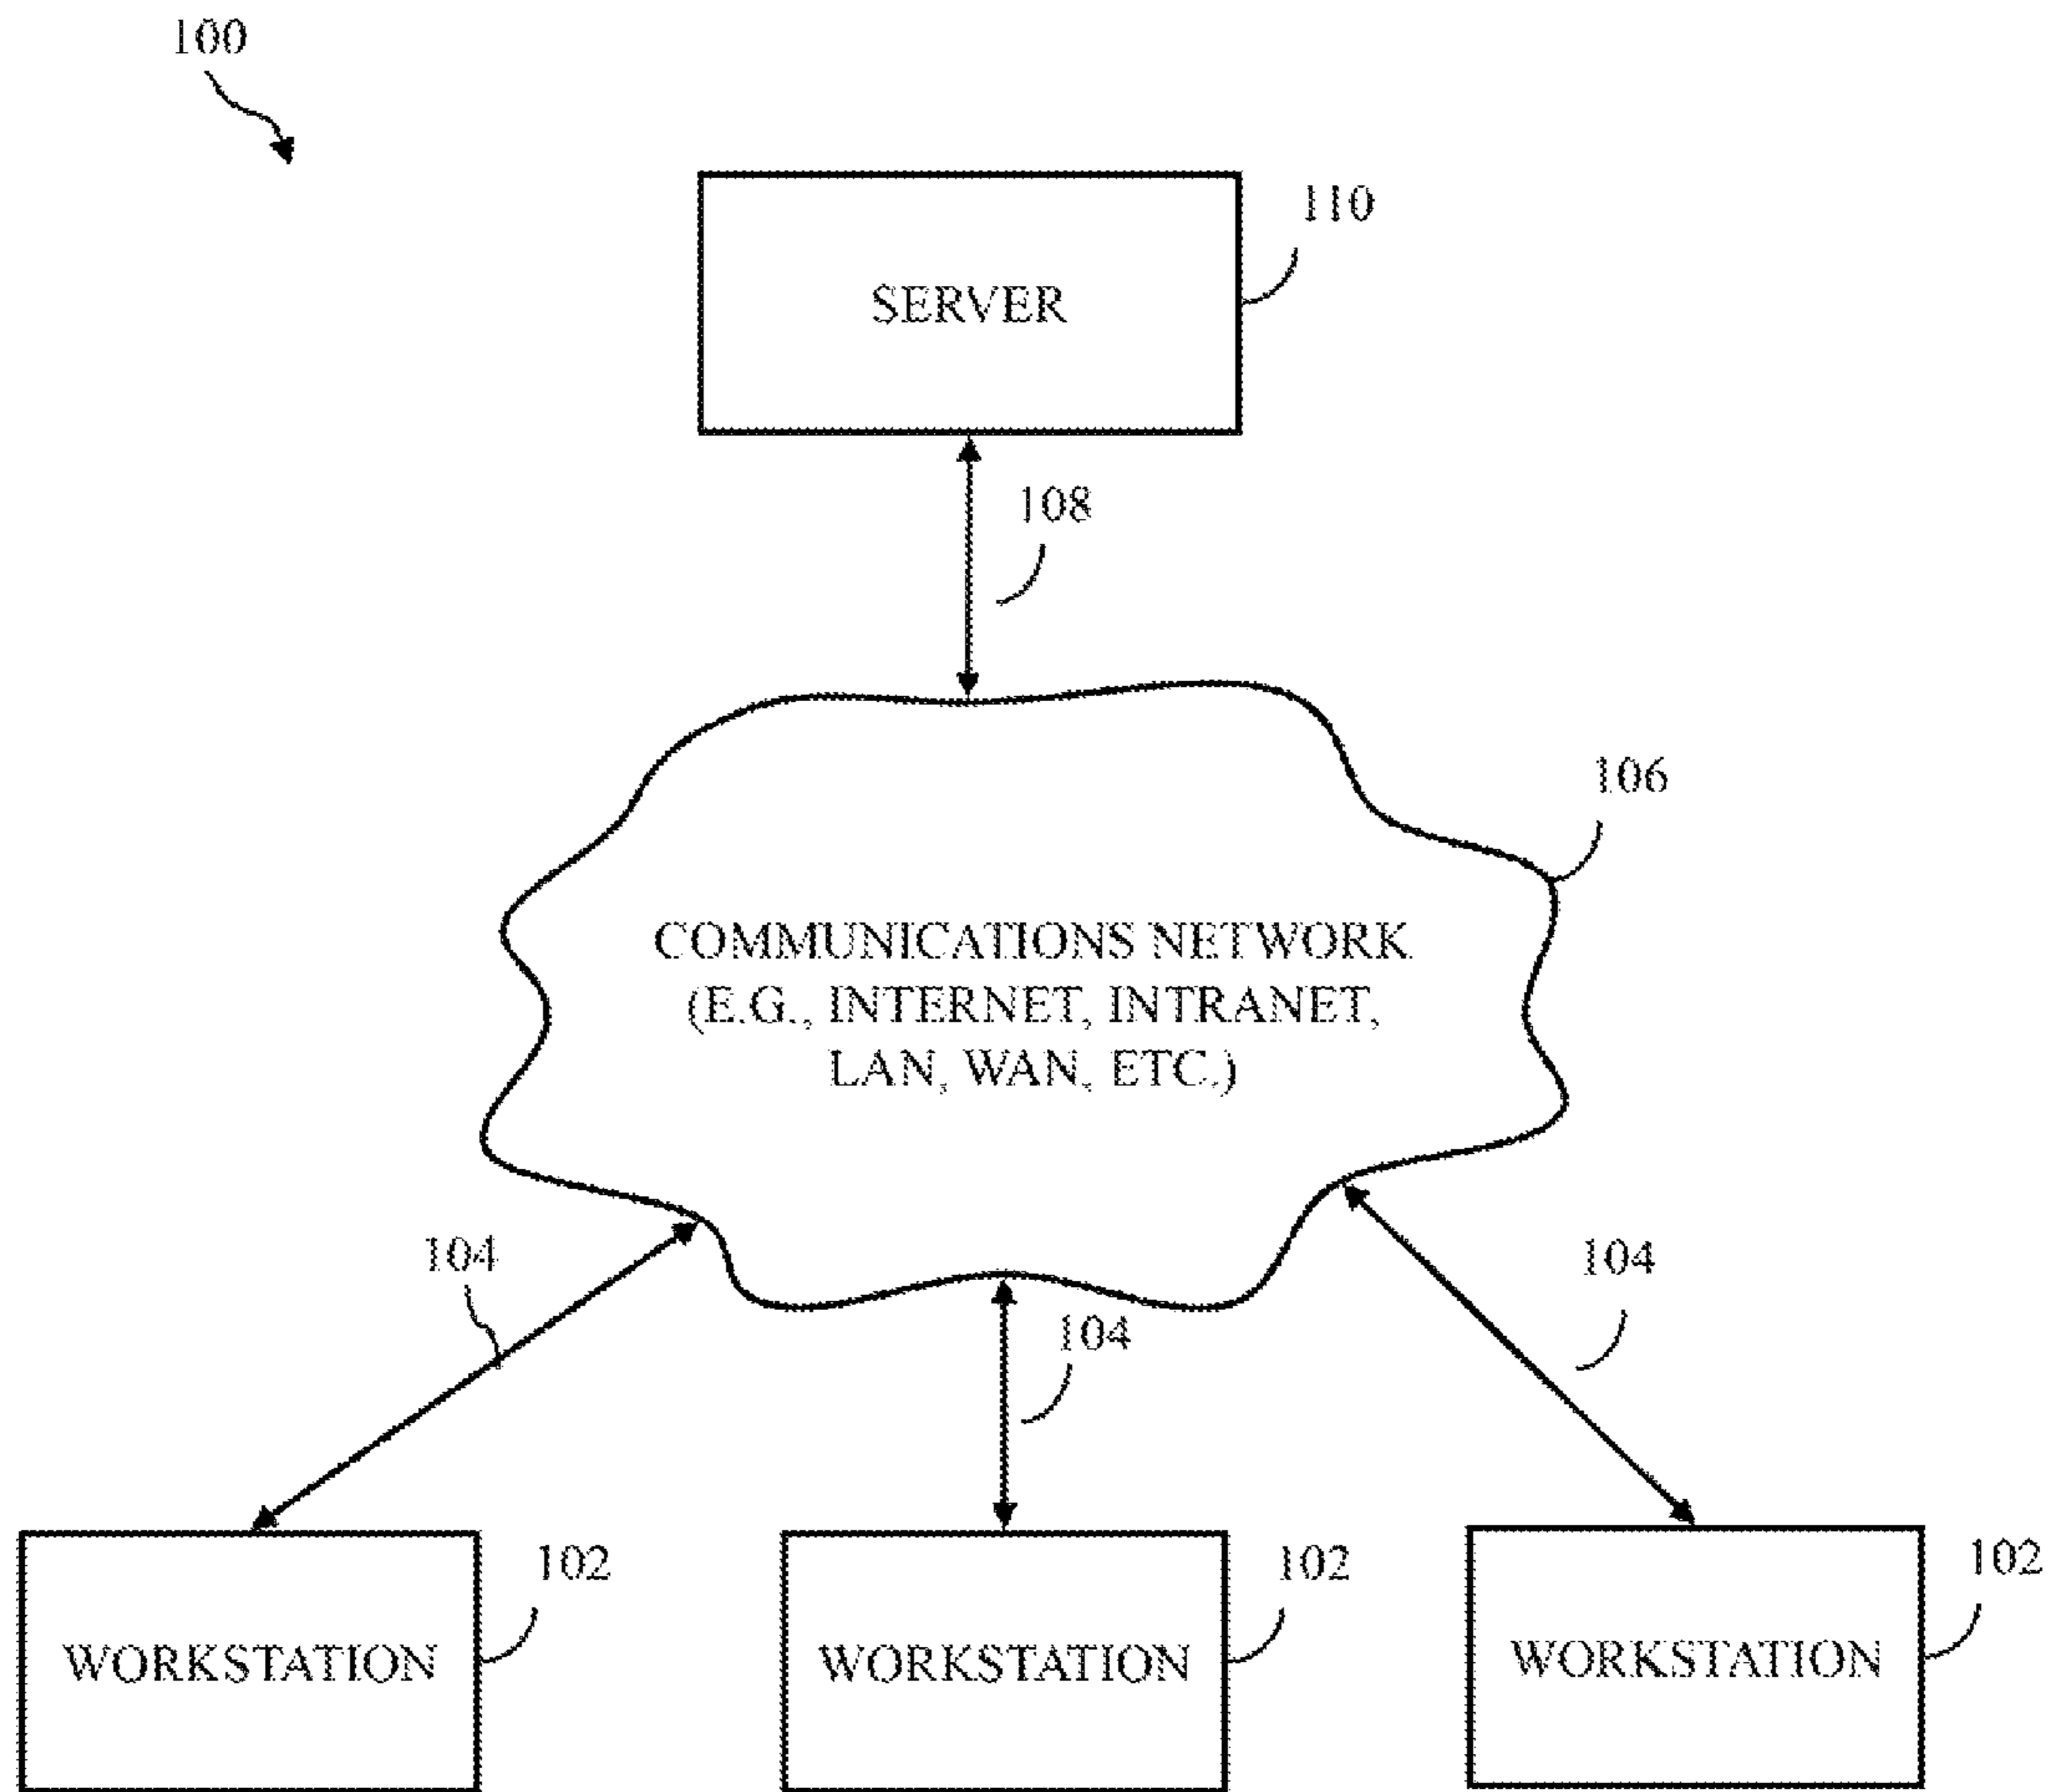 100
110
SERVER
108
106
COMMUNICATIONS NETWORK
(E.G., INTERNET, INTRANET,
LAN, WAN, ETC.)
104
104
104
102
102
102
WORKSTATION
WORKSTATION
WORKSTATION